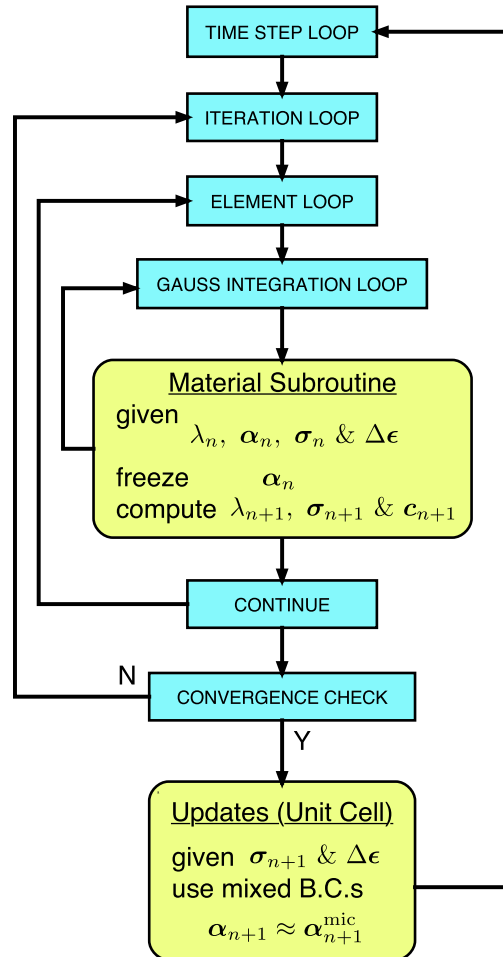 TIME STEP LOOP
ITERATION LOOP
ELEMENT LOOP
GAUSS INTEGRATION LOOP
Material Subroutine
given
λ_n, α_n, σ_n & Δϵ
freeze α_n
compute λ_{n+1}, σ_{n+1} & c_{n+1}
CONTINUE
N
CONVERGENCE CHECK
Y
Updates (Unit Cell)
given σ_{n+1} & Δϵ
use mixed B.C.s
α_{n+1} ≈ α_{n+1}^{mic}